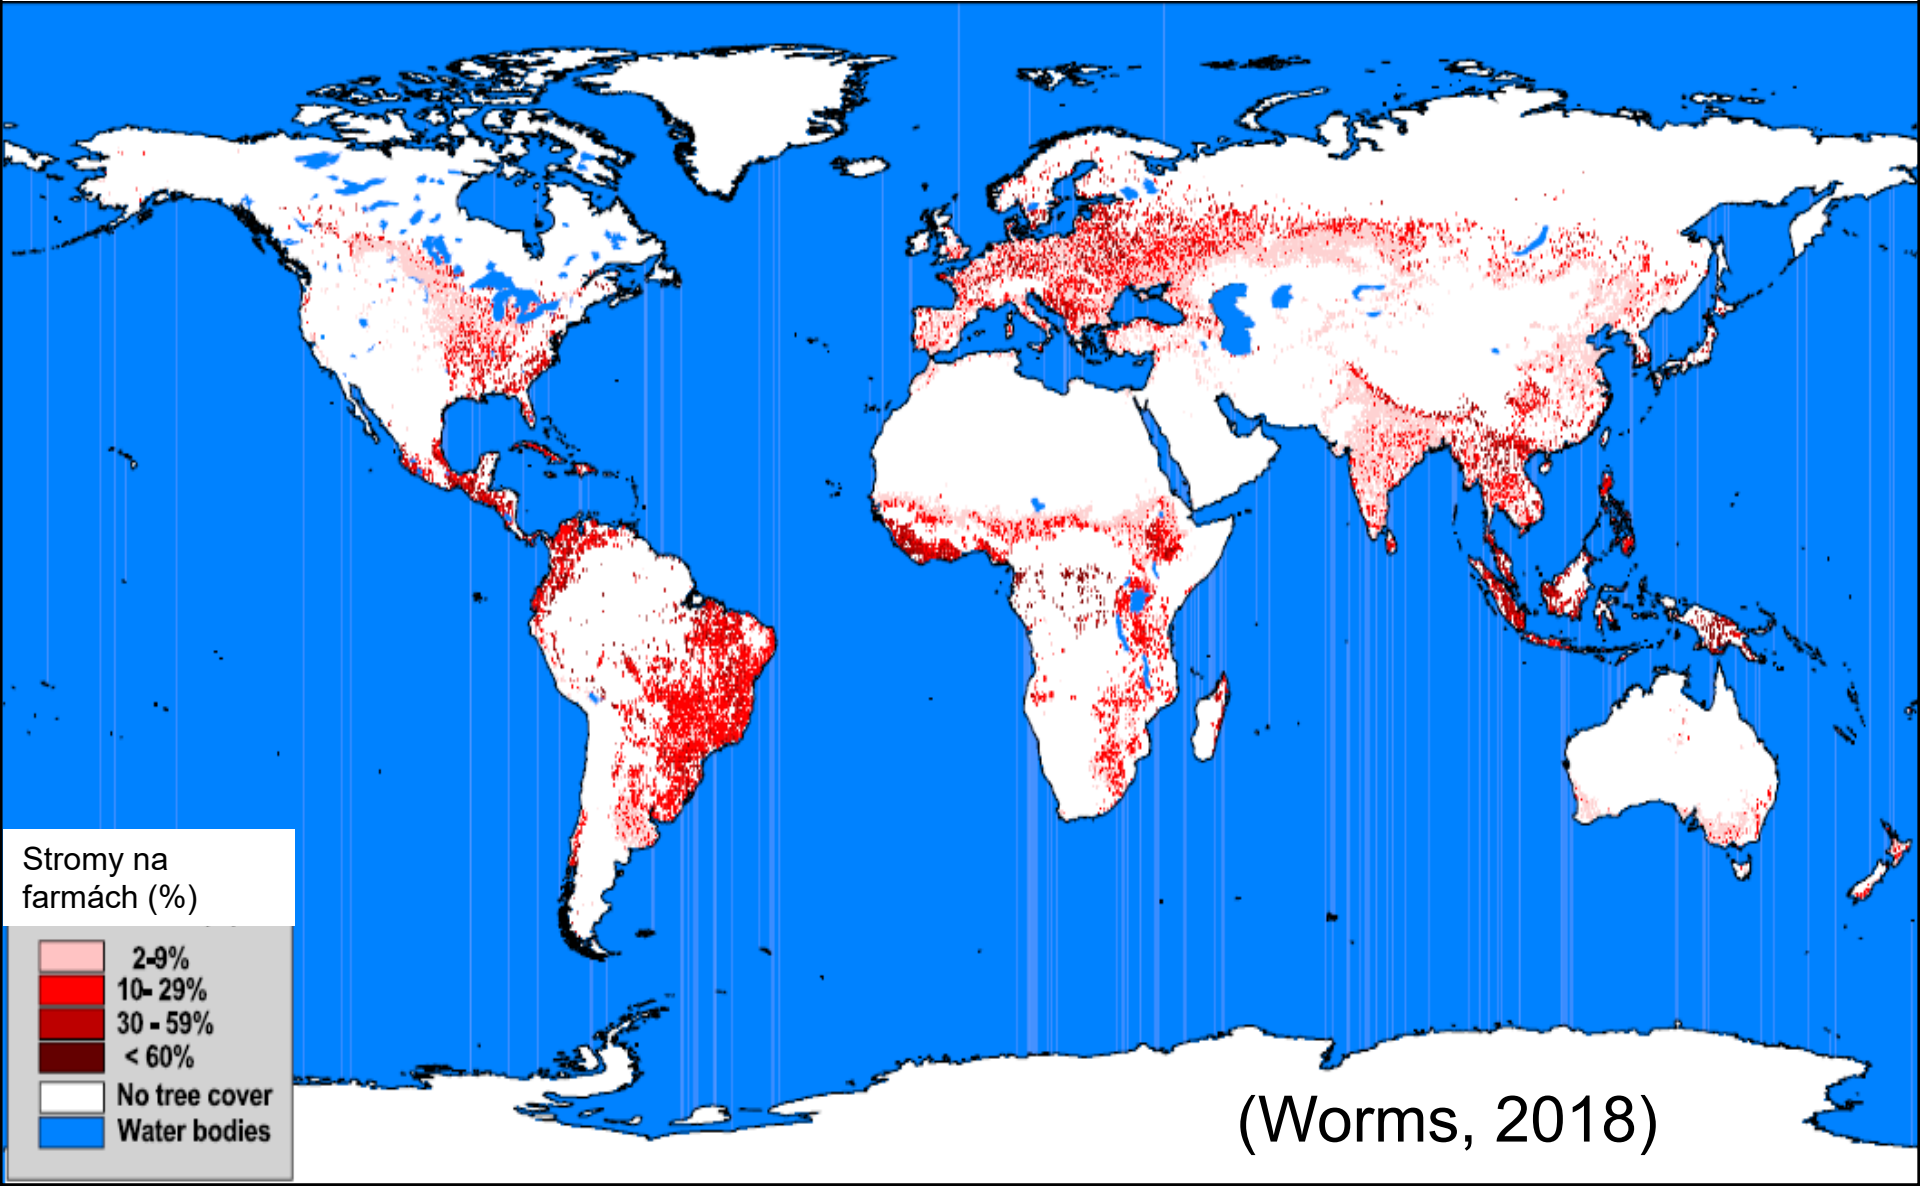 Stromy na
farmách (%)
2-9%
10- 29%
30 - 59%
< 60%
No tree cover
Water bodies
(Worms, 2018)